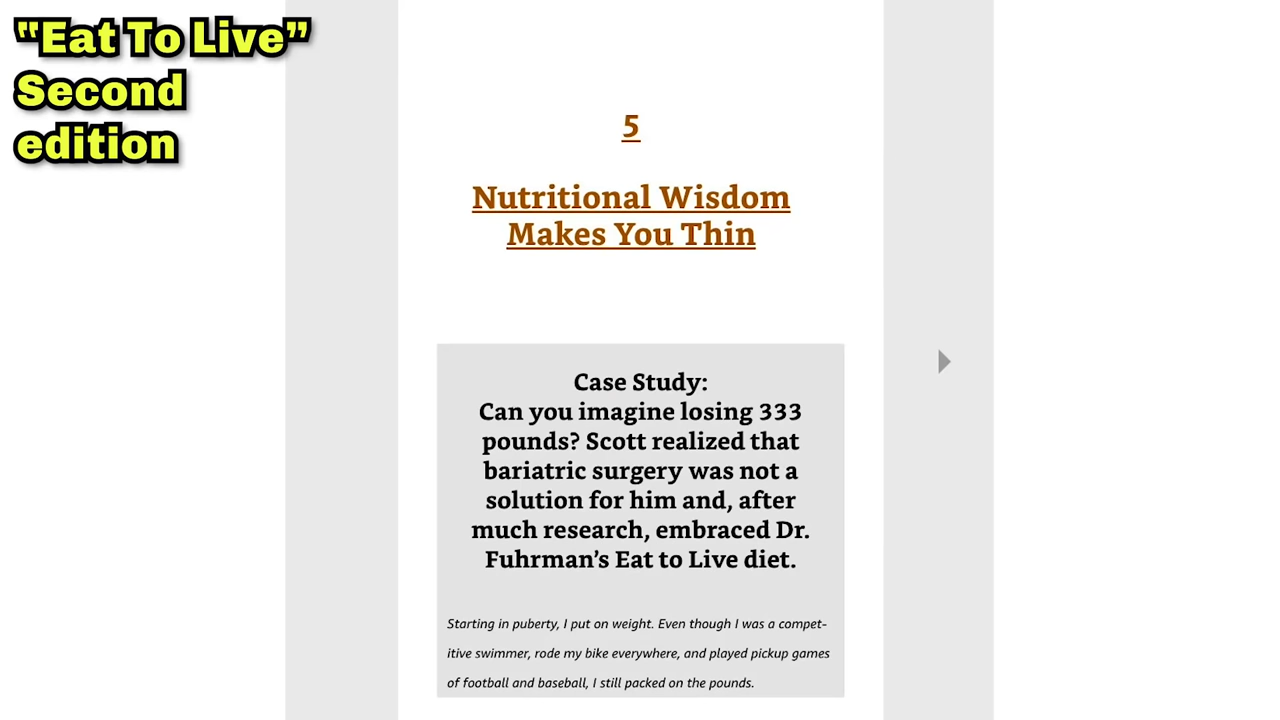 “Eat To Live”
Second
edition
5
Nutritional Wisdom
Makes You Thin
Case Study:
Can you imagine losing 333
pounds? Scott realized that
bariatric surgery was not a
solution for him and, after
much research, embraced Dr.
Fuhrman’s Eat to Live diet.
Starting in puberty, I put on weight. Even though I was a compet-
itive swimmer, rode my bike everywhere, and played pickup games
of football and baseball, I still packed on the pounds.